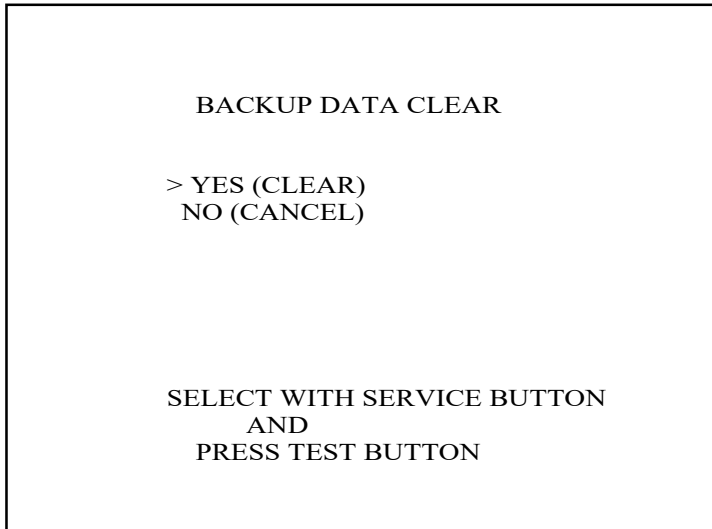 BACKUP DATA CLEAR
> YES (CLEAR)
NO (CANCEL)
SELECT WITH SERVICE BUTTON
AND
PRESS TEST BUTTON